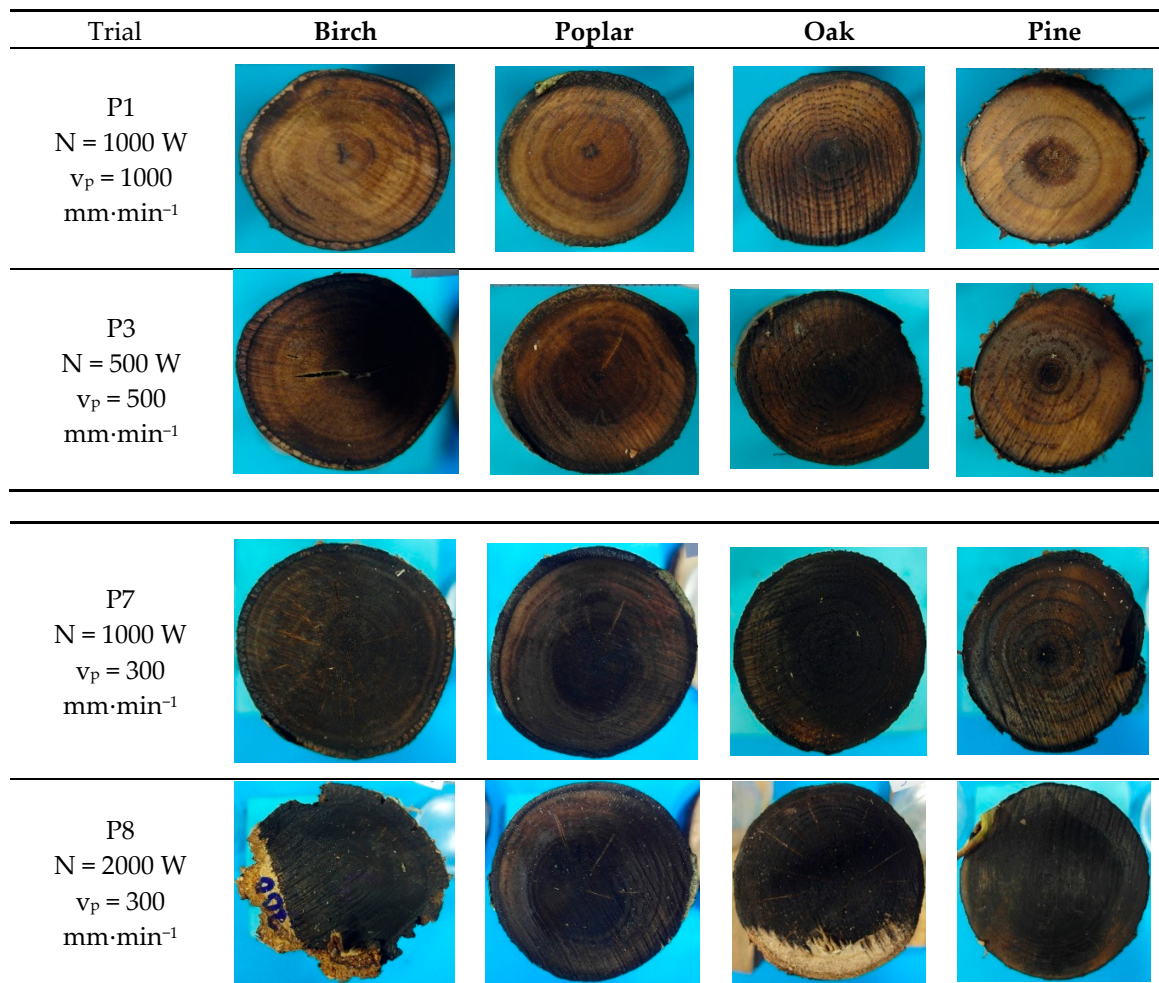 Trial Birch Poplar Oak Pine
P1
N = 1000 W
vₚ = 1000
mm·min⁻¹
P3
N = 500 W
vₚ = 500
mm·min⁻¹
P7
N = 1000 W
vₚ = 300
mm·min⁻¹
P8
N = 2000 W
vₚ = 300
mm·min⁻¹